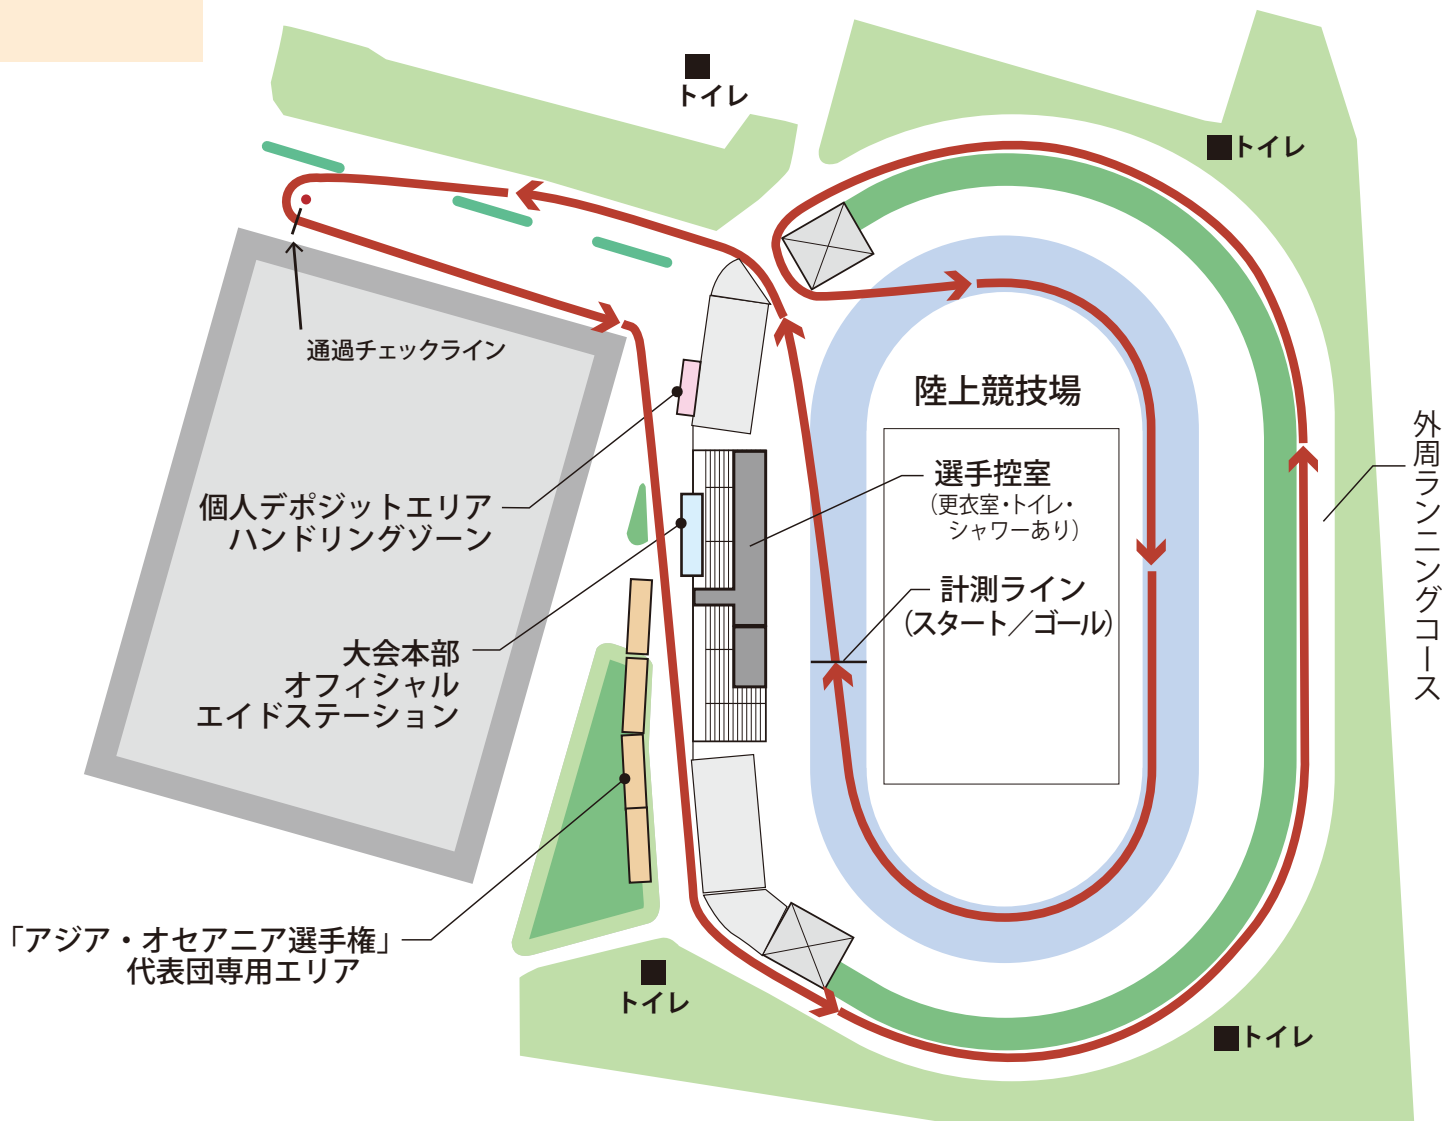 トイレ
トイレ
通過チェックライン
陸上競技場
外周ランニングコース
選手控室
（更衣室・トイレ・
シャワーあり）
個人デポジットエリア
ハンドリングゾーン
計測ライン
（スタート／ゴール）
大会本部
オフィシャル
エイドステーション
「アジア・オセアニア選手権」
代表団専用エリア
トイレ
トイレ